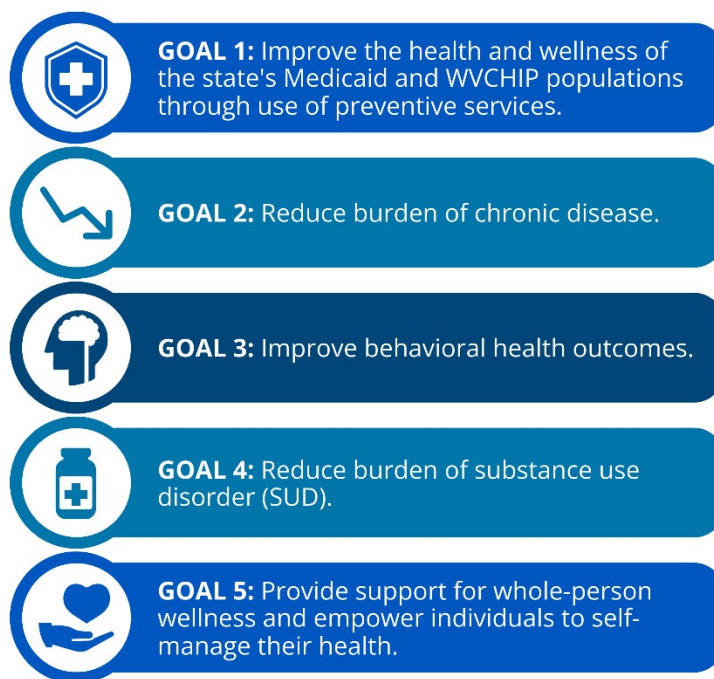 GOAL 1: Improve the health and wellness of
the state's Medicaid and WVCHIP populations
through use of preventive services.
GOAL 2: Reduce burden of chronic disease.
GOAL 3: Improve behavioral health outcomes.
GOAL 4: Reduce burden of substance use
disorder (SUD).
GOAL 5: Provide support for whole-person
wellness and empower individuals to self-
manage their health.